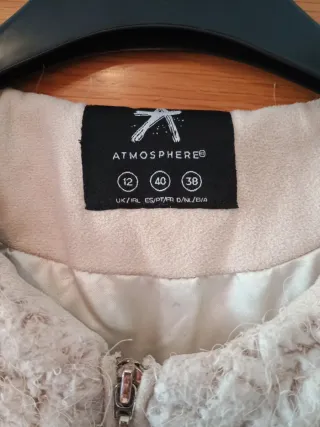 ATMOSPHERE®
12 40 38
UK/IRL ES/PT/FR D/NL/B/A